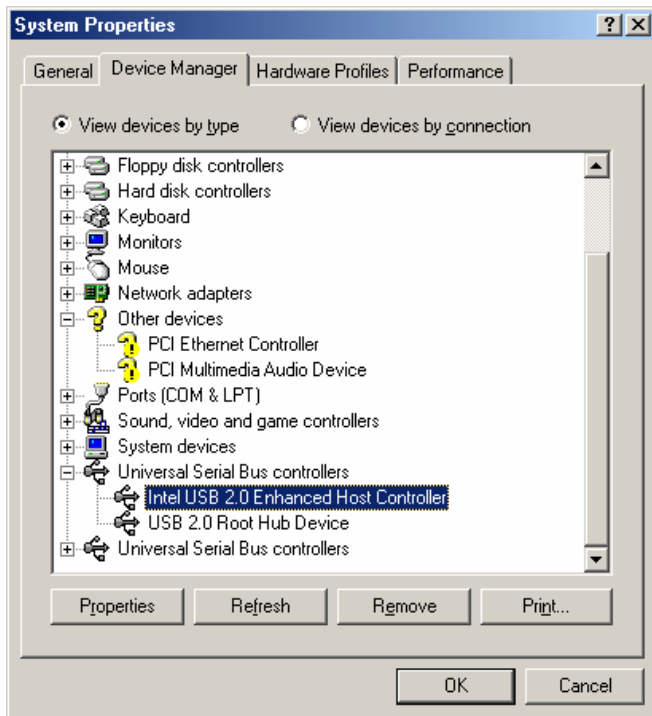 System Properties
General Device Manager Hardware Profiles Performance
View devices by type View devices by connection
Floppy disk controllers
Hard disk controllers
Keyboard
Monitors
Mouse
Network adapters
Other devices
PCI Ethernet Controller
PCI Multimedia Audio Device
Ports (COM & LPT)
Sound, video and game controllers
System devices
Universal Serial Bus controllers
Intel USB 2.0 Enhanced Host Controller
USB 2.0 Root Hub Device
Universal Serial Bus controllers
Properties Refresh Remove Print...
OK Cancel